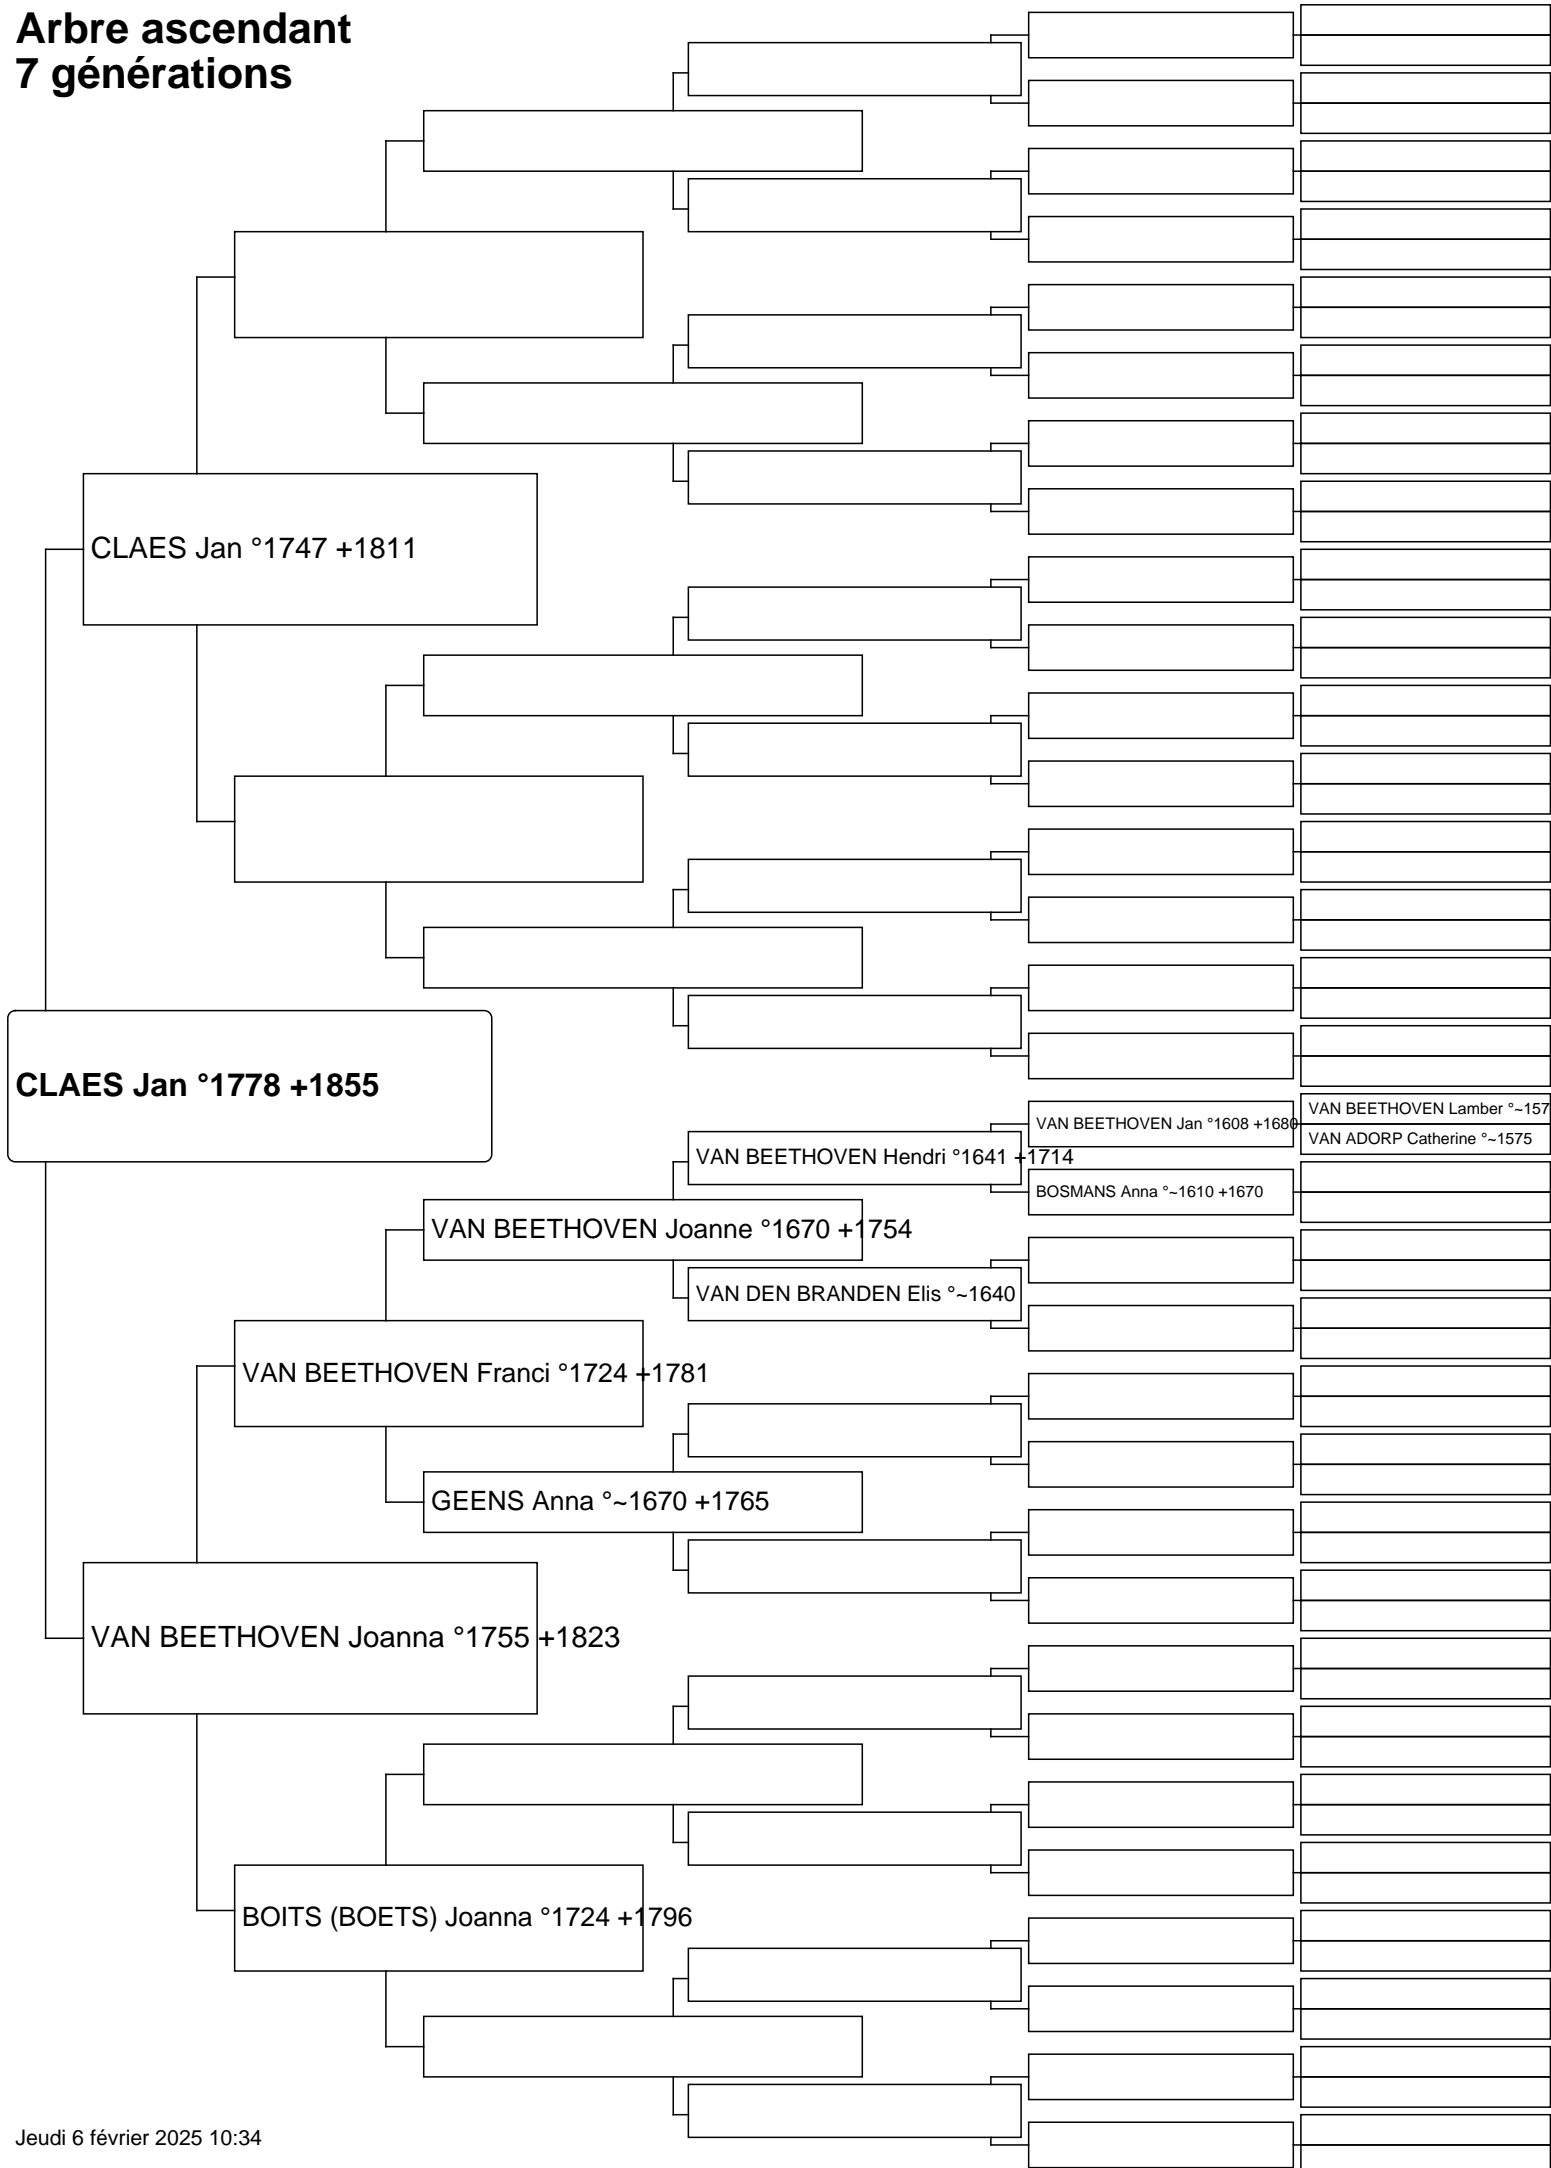 Arbre ascendant
7 générations
CLAES Jan °1747 +1811
CLAES Jan °1778 +1855
VAN BEETHOVEN Lamber °~157
VAN BEETHOVEN Jan °1608 +1680
VAN ADORP Catherine °~1575
VAN BEETHOVEN Hendri °1641 +1714
BOSMANS Anna °~1610 +1670
VAN BEETHOVEN Joanne °1670 +1754
VAN DEN BRANDEN Elis °~1640
VAN BEETHOVEN Franci °1724 +1781
GEENS Anna °~1670 +1765
VAN BEETHOVEN Joanna °1755 +1823
BOITS (BOETS) Joanna °1724 +1796
Jeudi 6 février 2025 10:34